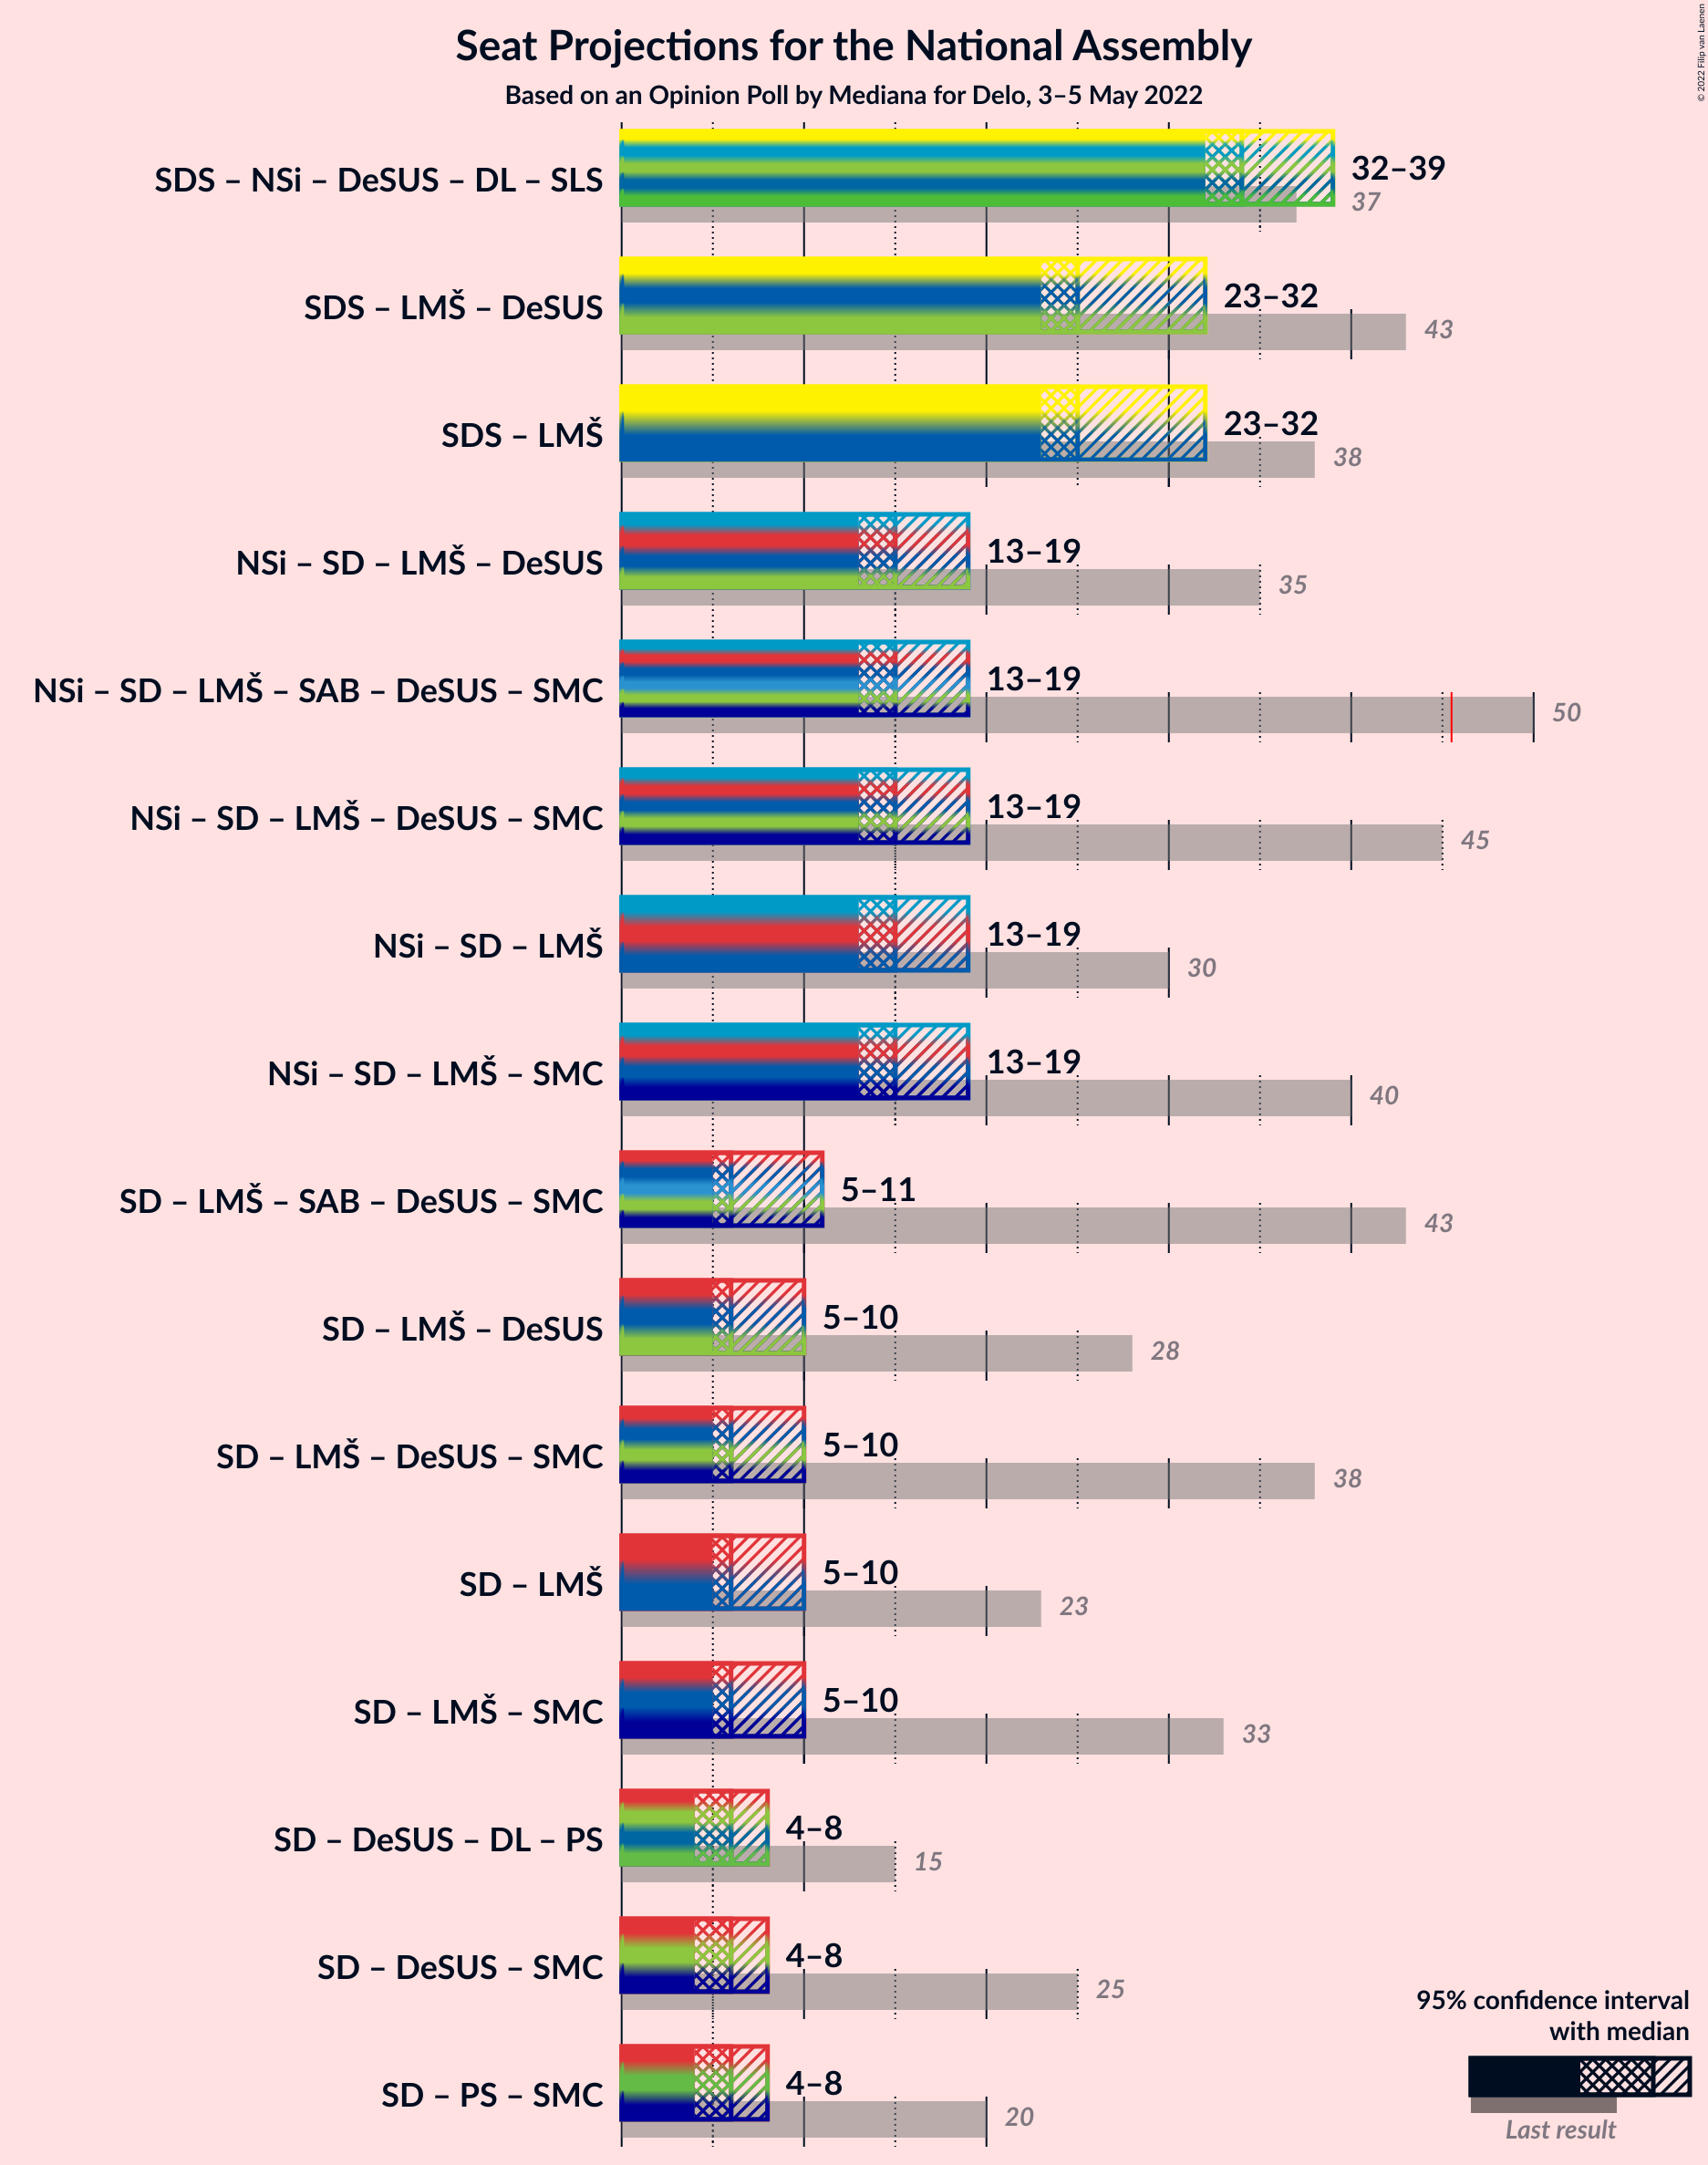 Seat Projections for the National Assembly
Based on an Opinion Poll by Mediana for Delo, 3–5 May 2022
© 2022 Filip van Laenen
SDS – NSi – DeSUS – DL – SLS
32–39
37
SDS – LMŠ – DeSUS
23–32
43
SDS – LMŠ
23–32
38
NSi – SD – LMŠ – DeSUS
13–19
35
NSi – SD – LMŠ – SAB – DeSUS – SMC
13–19
50
NSi – SD – LMŠ – DeSUS – SMC
13–19
45
NSi – SD – LMŠ
13–19
30
NSi – SD – LMŠ – SMC
13–19
40
SD – LMŠ – SAB – DeSUS – SMC
5–11
43
SD – LMŠ – DeSUS
5–10
28
SD – LMŠ – DeSUS – SMC
5–10
38
SD – LMŠ
5–10
23
SD – LMŠ – SMC
5–10
33
SD – DeSUS – DL – PS
4–8
15
SD – DeSUS – SMC
4–8
25
SD – PS – SMC
4–8
20
95% confidence interval
with median
Last result